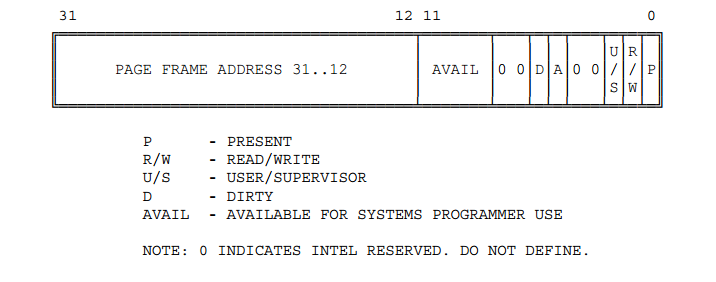 31 12 11 0
PAGE FRAME ADDRESS 31..12 AVAIL 0 0 D A 0 0 U/S R/W P
P - PRESENT
R/W - READ/WRITE
U/S - USER/SUPERVISOR
D - DIRTY
AVAIL - AVAILABLE FOR SYSTEMS PROGRAMMER USE
NOTE: 0 INDICATES INTEL RESERVED. DO NOT DEFINE.